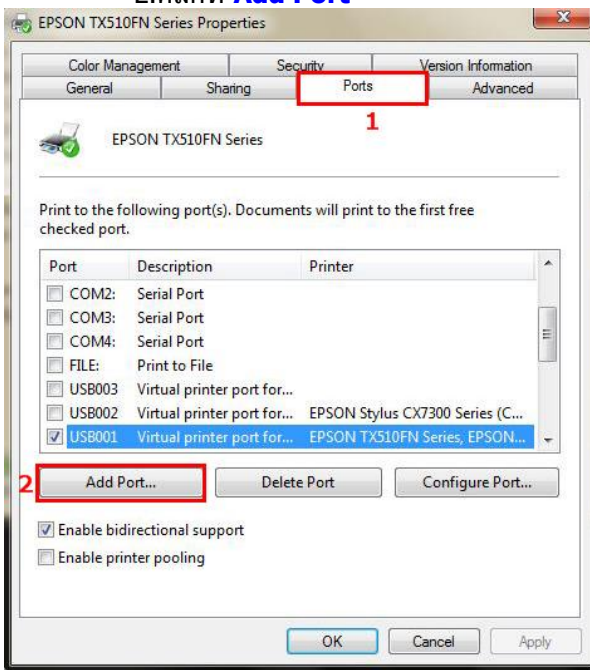 Add Port
EPSON TX510FN Series Properties
Color Management Security Version Information
General Sharing Ports Advanced
1
EPSON TX510FN Series
Print to the following port(s). Documents will print to the first free
checked port.
Port Description Printer
COM2: Serial Port
COM3: Serial Port
COM4: Serial Port
FILE: Print to File
USB003 Virtual printer port for...
USB002 Virtual printer port for... EPSON Stylus CX7300 Series (C...
USB001 Virtual printer port for... EPSON TX510FN Series, EPSON...
2 Add Port... Delete Port Configure Port...
Enable bidirectional support
Enable printer pooling
OK Cancel Apply